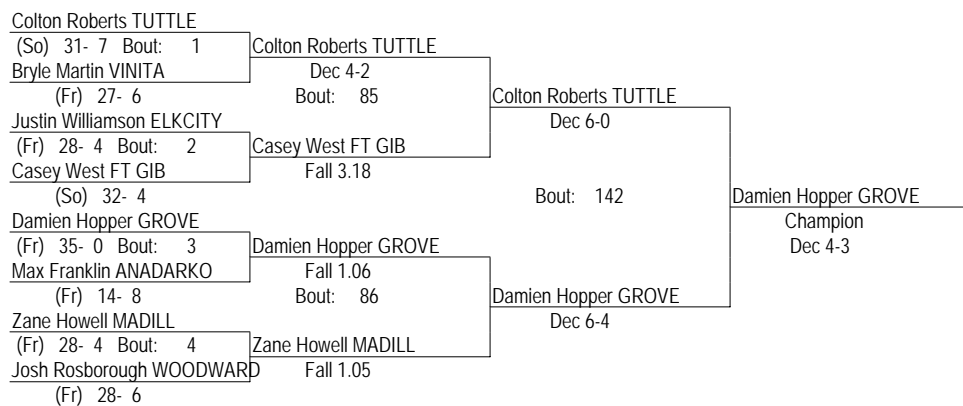 Colton Roberts TUTTLE
(So) 31- 7 Bout: 1 Colton Roberts TUTTLE
Bryle Martin VINITA Dec 4-2
(Fr) 27- 6 Bout: 85 Colton Roberts TUTTLE
Justin Williamson ELKCITY Dec 6-0
(Fr) 28- 4 Bout: 2 Casey West FT GIB
Casey West FT GIB Fall 3.18
(So) 32- 4 Bout: 142 Damien Hopper GROVE
Damien Hopper GROVE Champion
(Fr) 35- 0 Bout: 3 Damien Hopper GROVE Dec 4-3
Max Franklin ANADARKO Fall 1.06
(Fr) 14- 8 Bout: 86 Damien Hopper GROVE
Zane Howell MADILL Dec 6-4
(Fr) 28- 4 Bout: 4 Zane Howell MADILL
Josh Rosborough WOODWARD Fall 1.05
(Fr) 28- 6